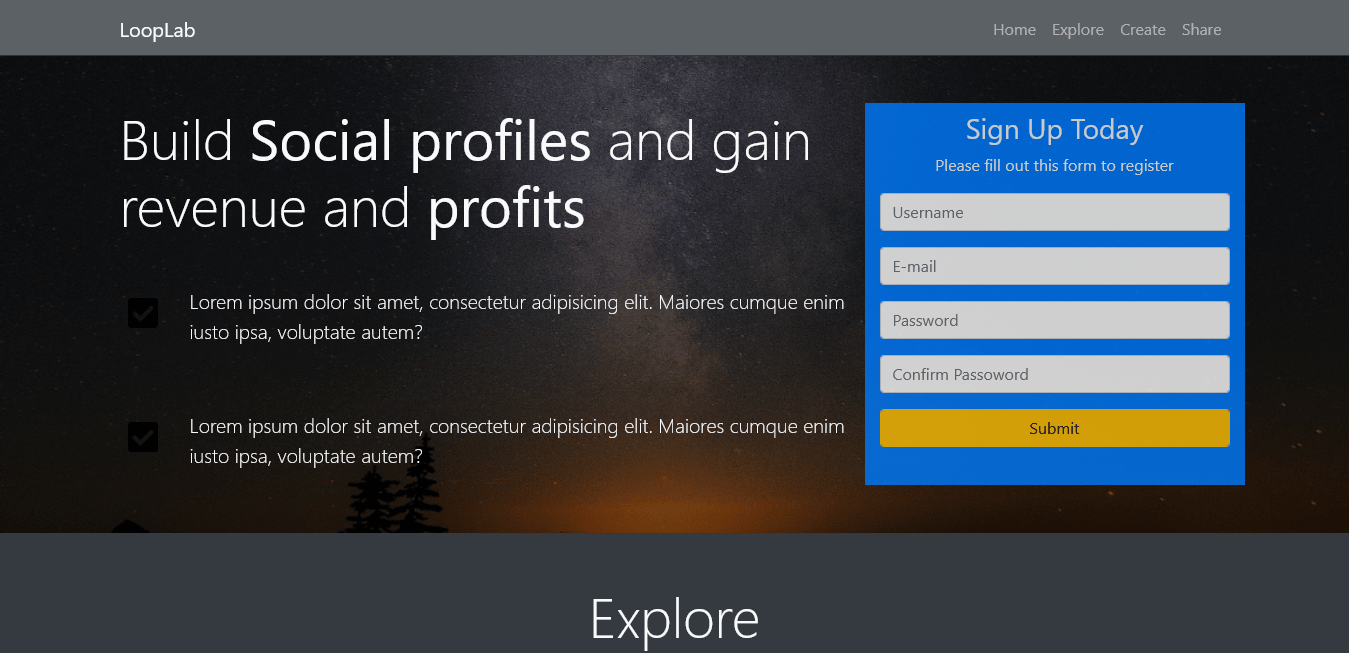 LoopLab
Home Explore Create Share
Build Social profiles and gain
revenue and profits
Lorem ipsum dolor sit amet, consectetur adipisicing elit. Maiores cumque enim
iusto ipsa, voluptate autem?
Lorem ipsum dolor sit amet, consectetur adipisicing elit. Maiores cumque enim
iusto ipsa, voluptate autem?
Sign Up Today
Please fill out this form to register
Username
E-mail
Password
Confirm Passoword
Submit
Explore